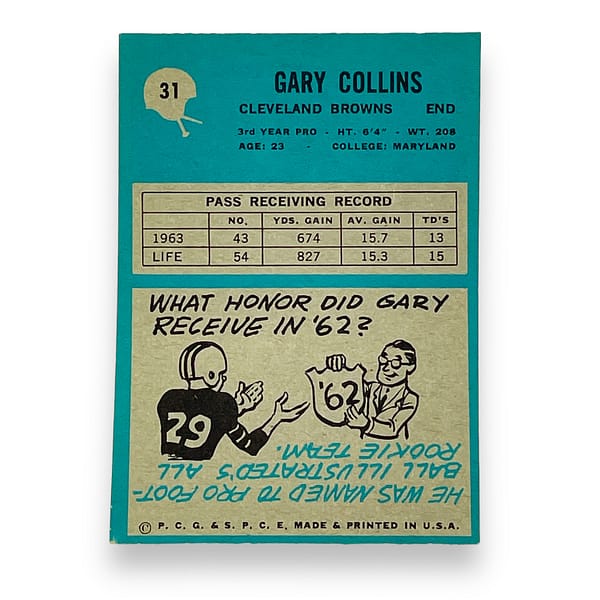 31
GARY COLLINS
CLEVELAND BROWNS END
3rd YEAR PRO - HT. 6'4" - WT. 208
AGE: 23 - COLLEGE: MARYLAND
PASS RECEIVING RECORD
NO. YDS. GAIN AV. GAIN TD'S
1963 43 674 15.7 13
LIFE 54 827 15.3 15
WHAT HONOR DID GARY
RECEIVE IN '62?
'62
29
HE WAS NAMED TO PRO FOOT-
BALL ILLUSTRATED'S ALL
ROOKIE TEAM.
© P. C. G. & S. P. C. E. MADE & PRINTED IN U.S.A.